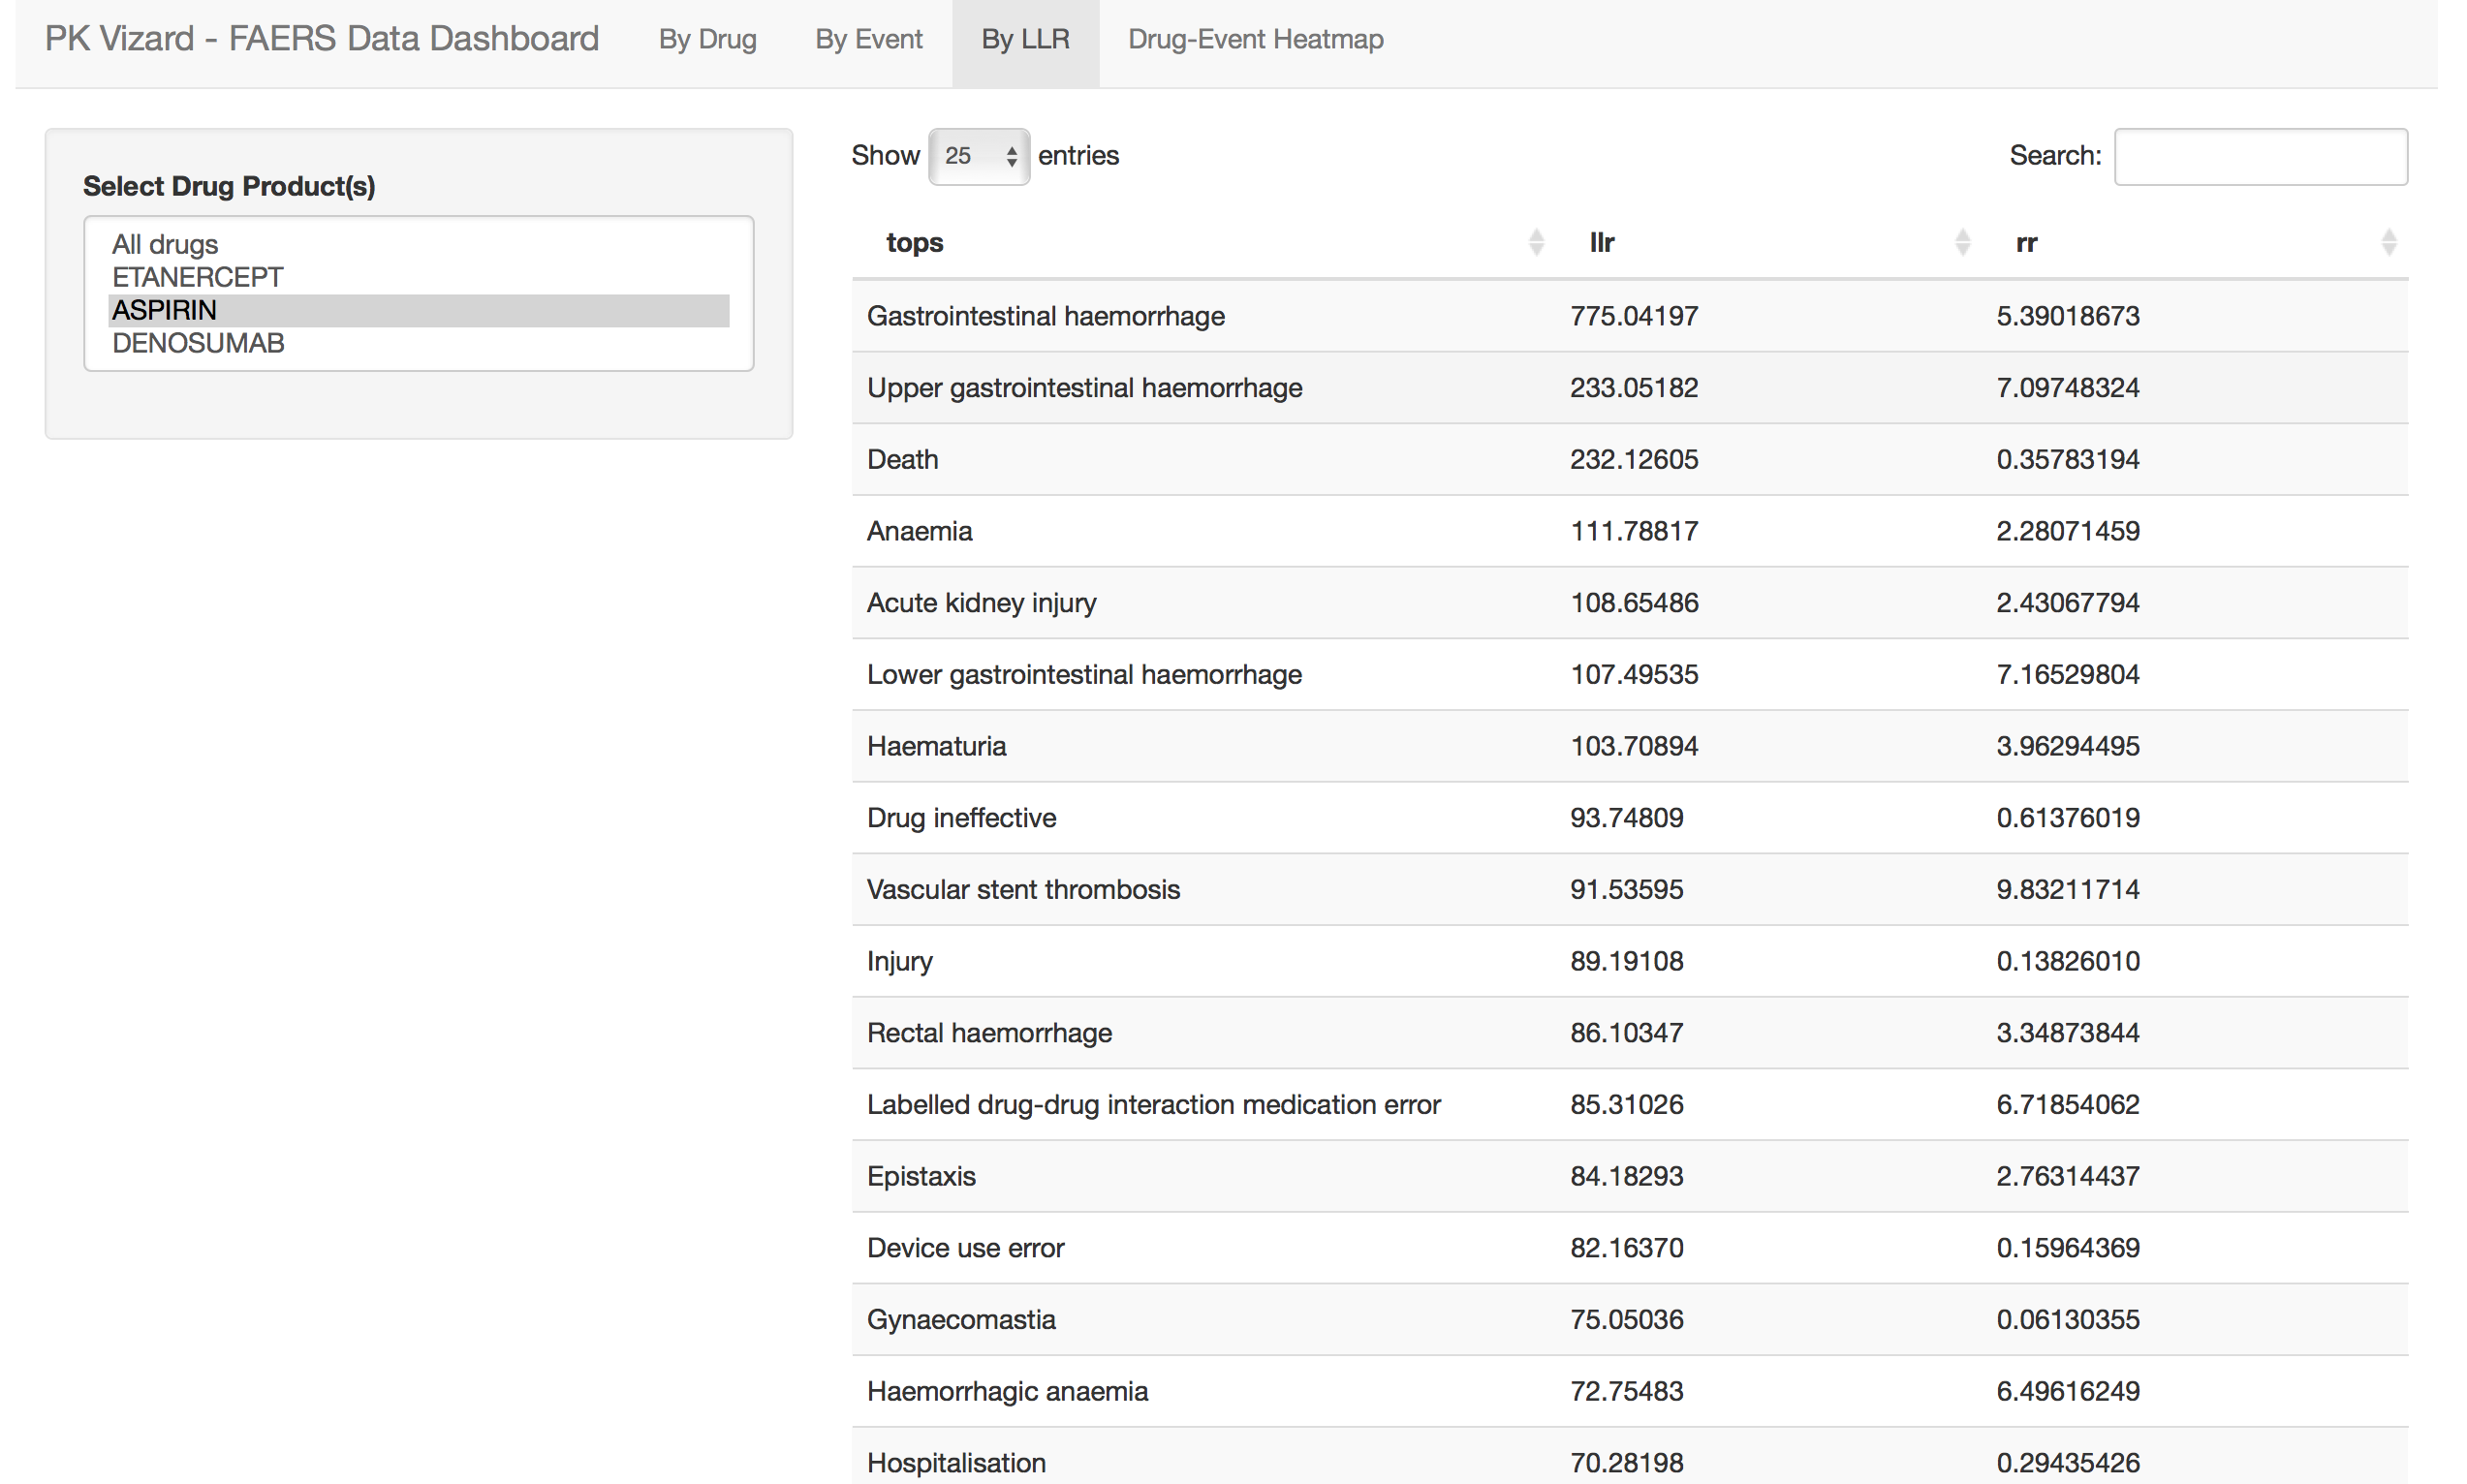 PK Vizard - FAERS Data Dashboard By Drug By Event By LLR Drug-Event Heatmap
Select Drug Product(s)
All drugs
ETANERCEPT
ASPIRIN
DENOSUMAB
Show 25 entries Search:
tops llr rr
Gastrointestinal haemorrhage 775.04197 5.39018673
Upper gastrointestinal haemorrhage 233.05182 7.09748324
Death 232.12605 0.35783194
Anaemia 111.78817 2.28071459
Acute kidney injury 108.65486 2.43067794
Lower gastrointestinal haemorrhage 107.49535 7.16529804
Haematuria 103.70894 3.96294495
Drug ineffective 93.74809 0.61376019
Vascular stent thrombosis 91.53595 9.83211714
Injury 89.19108 0.13826010
Rectal haemorrhage 86.10347 3.34873844
Labelled drug-drug interaction medication error 85.31026 6.71854062
Epistaxis 84.18293 2.76314437
Device use error 82.16370 0.15964369
Gynaecomastia 75.05036 0.06130355
Haemorrhagic anaemia 72.75483 6.49616249
Hospitalisation 70.28198 0.29435426